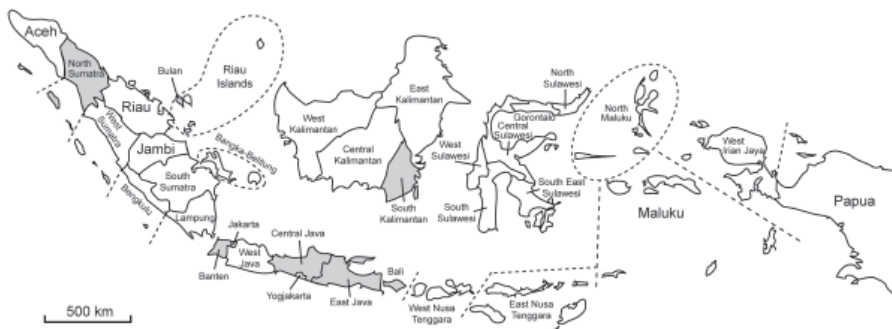 Aceh
North
Sumatra
Bulan
Riau
Islands
Riau
West
Sumatra
Jambi
Bangka-Belitung
South
Sumatra
Bengkulu
Lampung
West
Kalimantan
Central
Kalimantan
East
Kalimantan
South
Kalimantan
North
Sulawesi
Gorontalo
Central
Sulawesi
West
Sulawesi
South East
Sulawesi
South
Sulawesi
North
Maluku
Maluku
West
Irian Jaya
Papua
Jakarta
Central Java
West
Java
Banten
Yogjakarta
East Java
Bali
West Nusa
Tenggara
East Nusa
Tenggara
500 km